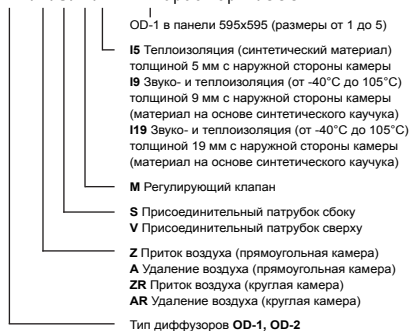 OD-1 в панели 595x595 (размеры от 1 до 5)
I5 Теплоизоляция (синтетический материал)
толщиной 5 мм с наружной стороны камеры
I9 Звуко- и теплоизоляция (от -40°C до 105°C)
толщиной 9 мм с наружной стороны камеры
(материал на основе синтетического каучука)
I19 Звуко- и теплоизоляция (от -40°C до 105°C)
толщиной 19 мм с наружной стороны камеры
(материал на основе синтетического каучука)
M Регулирующий клапан
S Присоединительный патрубок сбоку
V Присоединительный патрубок сверху
Z Приток воздуха (прямоугольная камера)
A Удаление воздуха (прямоугольная камера)
ZR Приток воздуха (круглая камера)
AR Удаление воздуха (круглая камера)
Тип диффузоров OD-1, OD-2